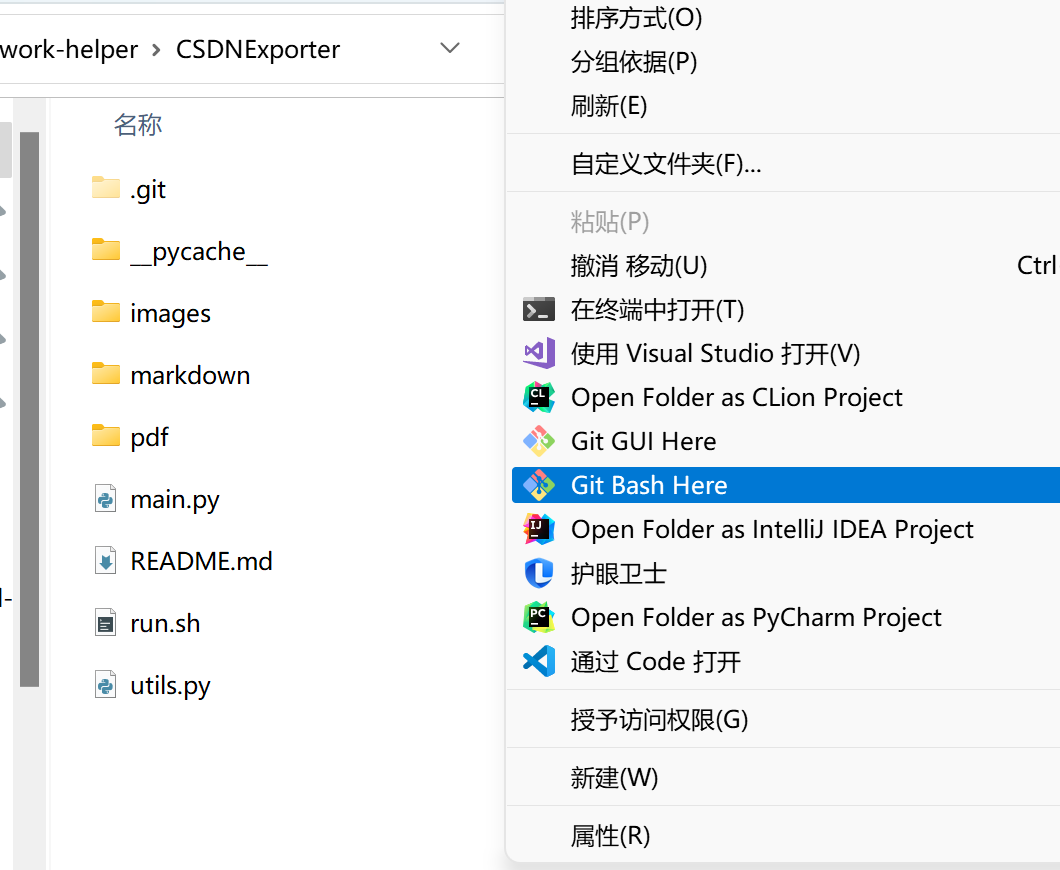 work-helper > CSDNExporter
名称
.git
__pycache__
images
markdown
pdf
main.py
README.md
run.sh
utils.py
排序方式(O)
分组依据(P)
刷新(E)
自定义文件夹(F)...
粘贴(P)
撤消 移动(U) Ctrl
在终端中打开(T)
使用 Visual Studio 打开(V)
Open Folder as CLion Project
Git GUI Here
Git Bash Here
Open Folder as IntelliJ IDEA Project
护眼卫士
Open Folder as PyCharm Project
通过 Code 打开
授予访问权限(G)
新建(W)
属性(R)